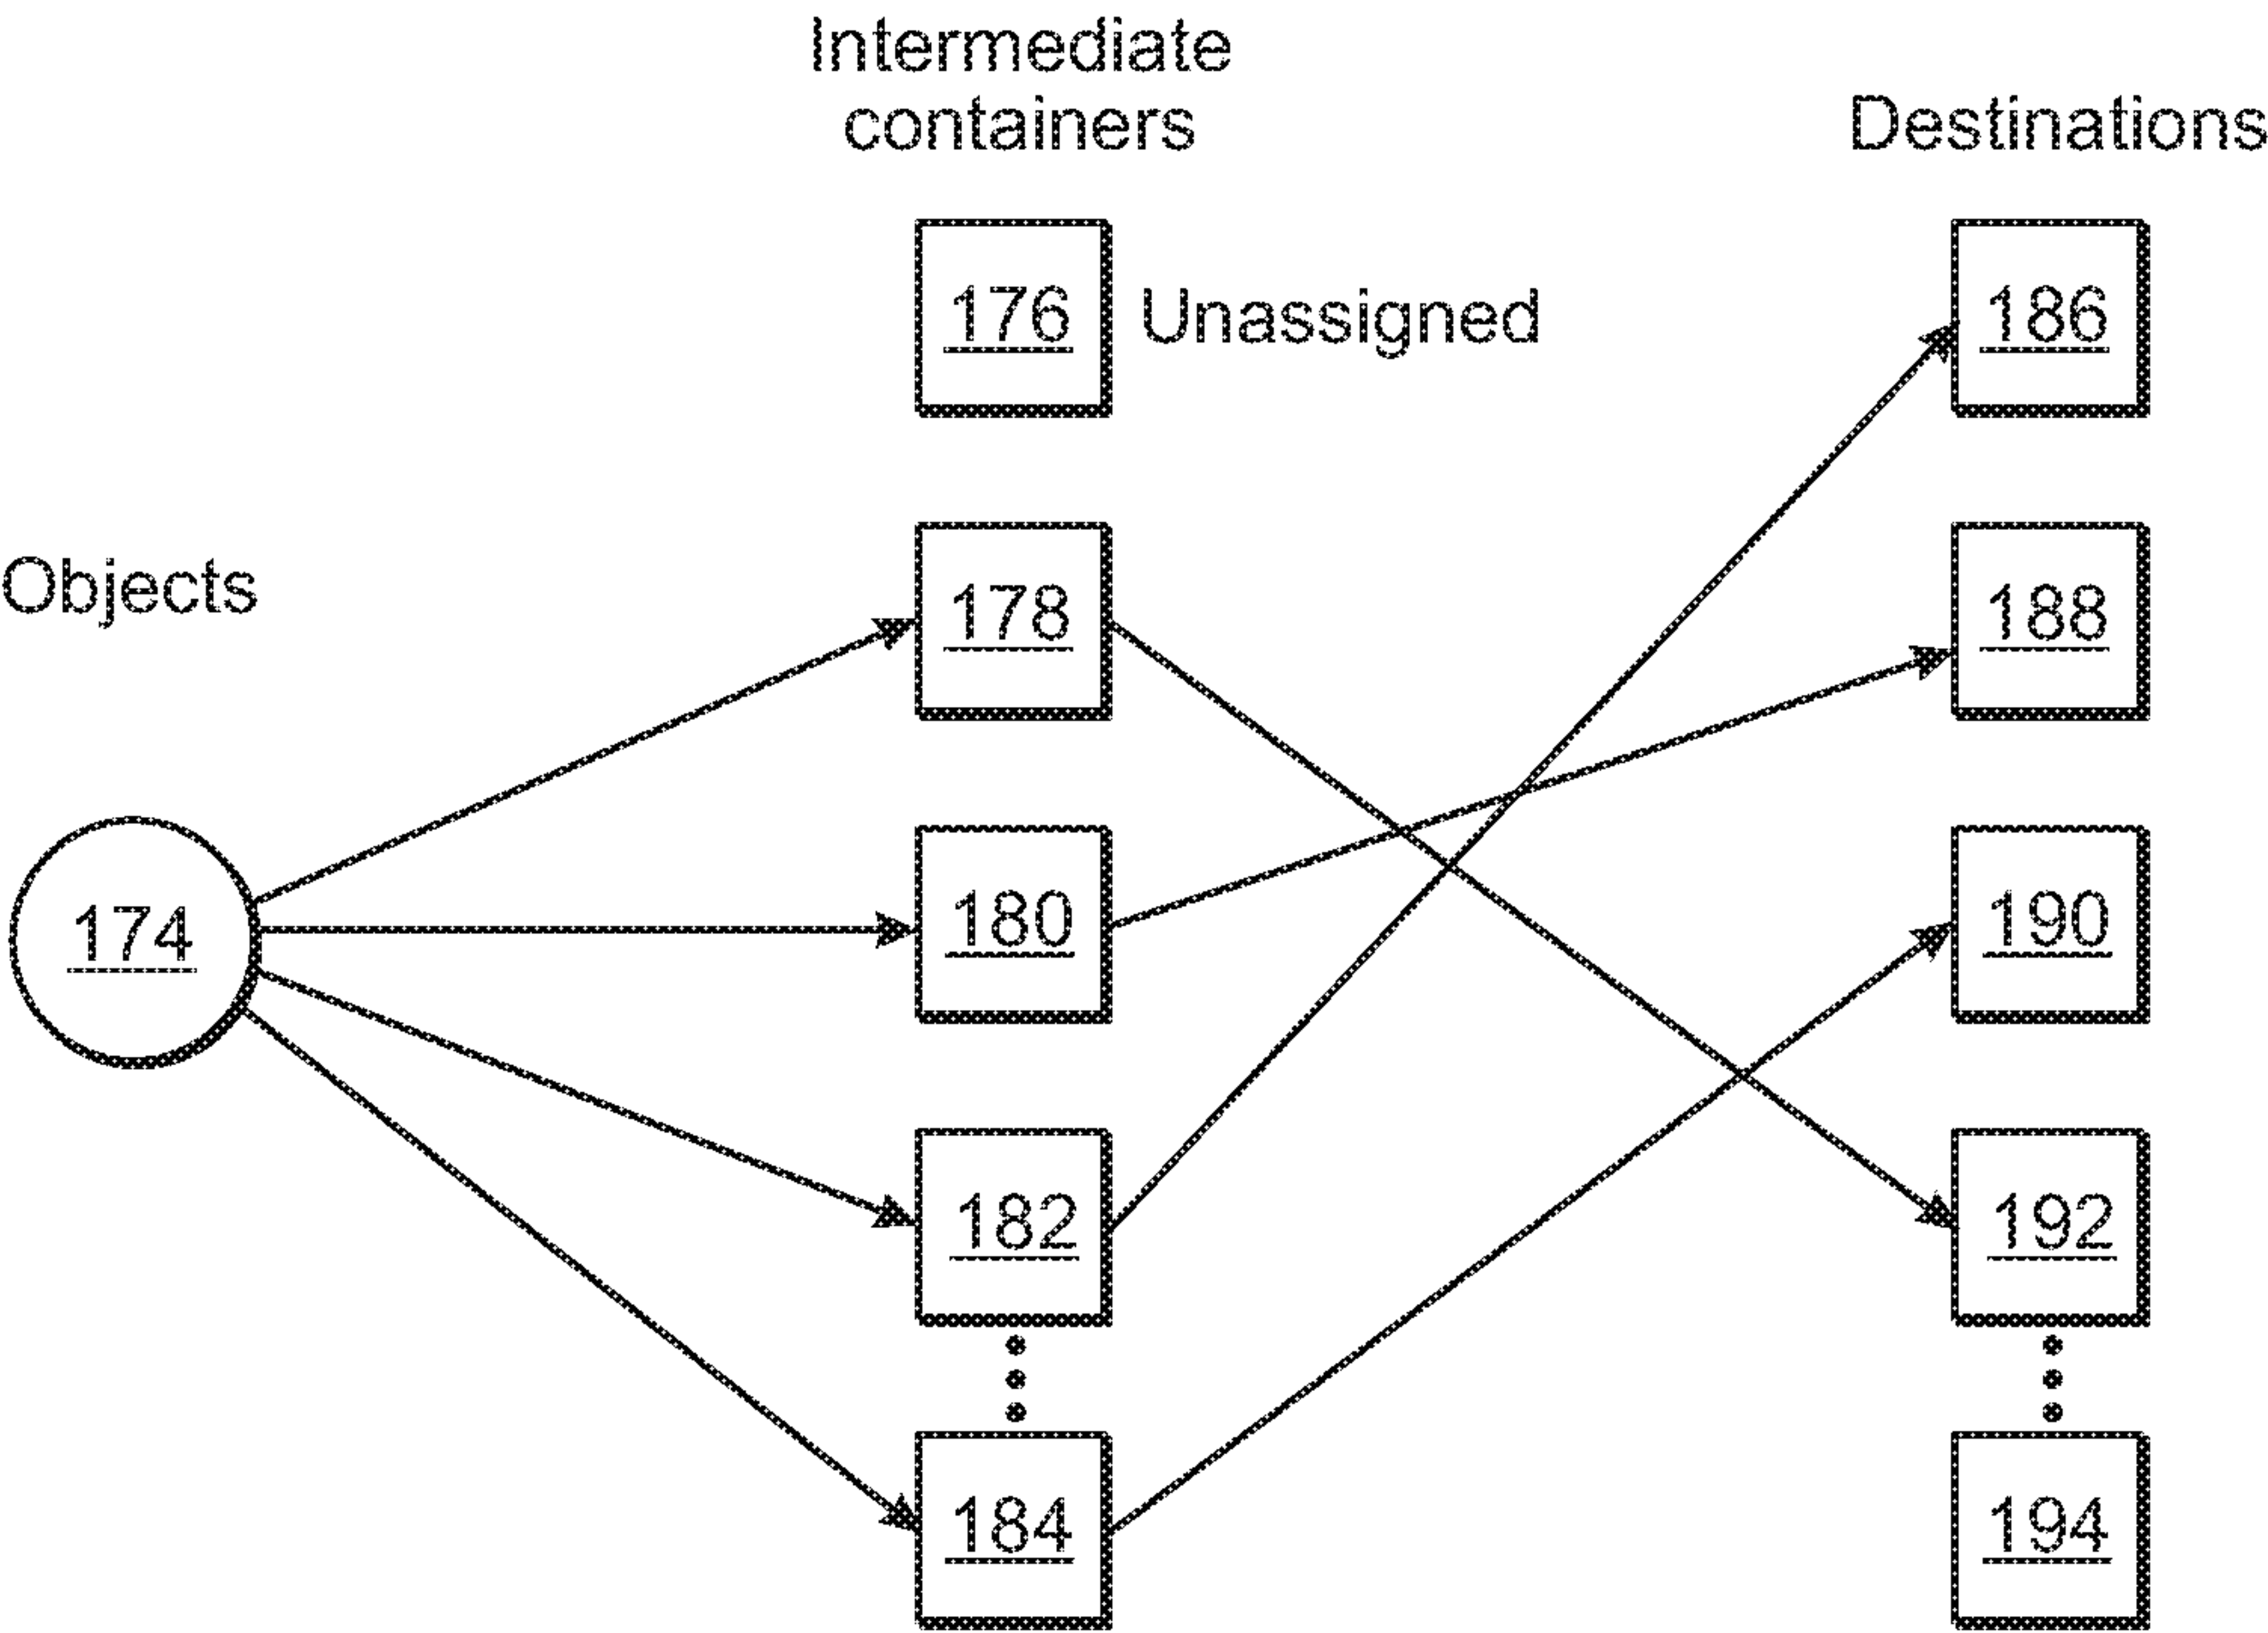 Intermediate
containers
Destinations
176 Unassigned
186
Objects
178
188
174
180
190
182
192
184
194